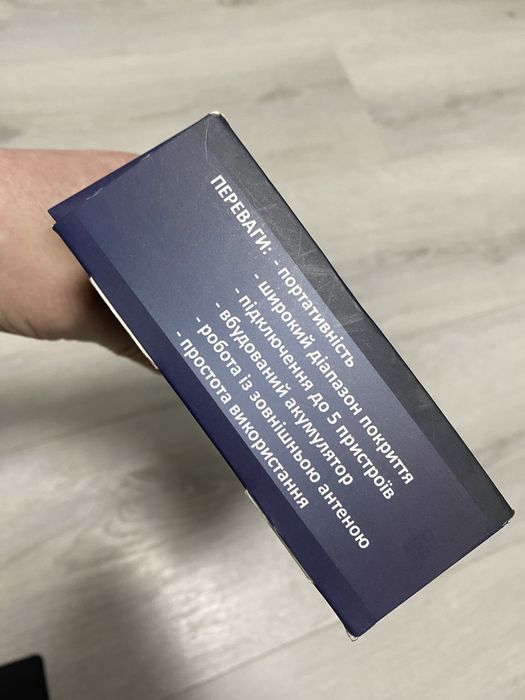 ПЕРЕВАГИ: - портативність
- широкий діапазон покриття
- підключення до 5 пристроїв
- вбудований акумулятор
- робота із зовнішньою антеною
- простота використання